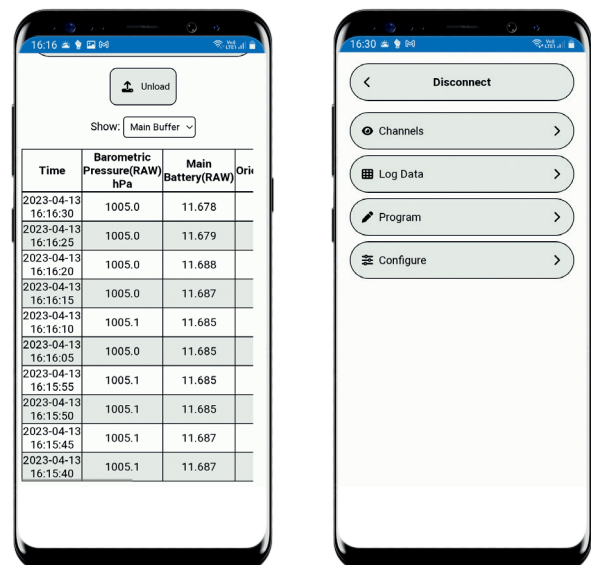 16:16
Unload
Show: Main Buffer
Time Barometric Pressure(RAW) hPa Main Battery(RAW)
2023-04-13 16:16:30 1005.0 11.678
2023-04-13 16:16:25 1005.0 11.679
2023-04-13 16:16:20 1005.0 11.688
2023-04-13 16:16:15 1005.0 11.687
2023-04-13 16:16:10 1005.1 11.685
2023-04-13 16:16:05 1005.0 11.685
2023-04-13 16:15:55 1005.1 11.685
2023-04-13 16:15:50 1005.1 11.685
2023-04-13 16:15:45 1005.1 11.687
2023-04-13 16:15:40 1005.1 11.687
16:30
Disconnect
Channels
Log Data
Program
Configure